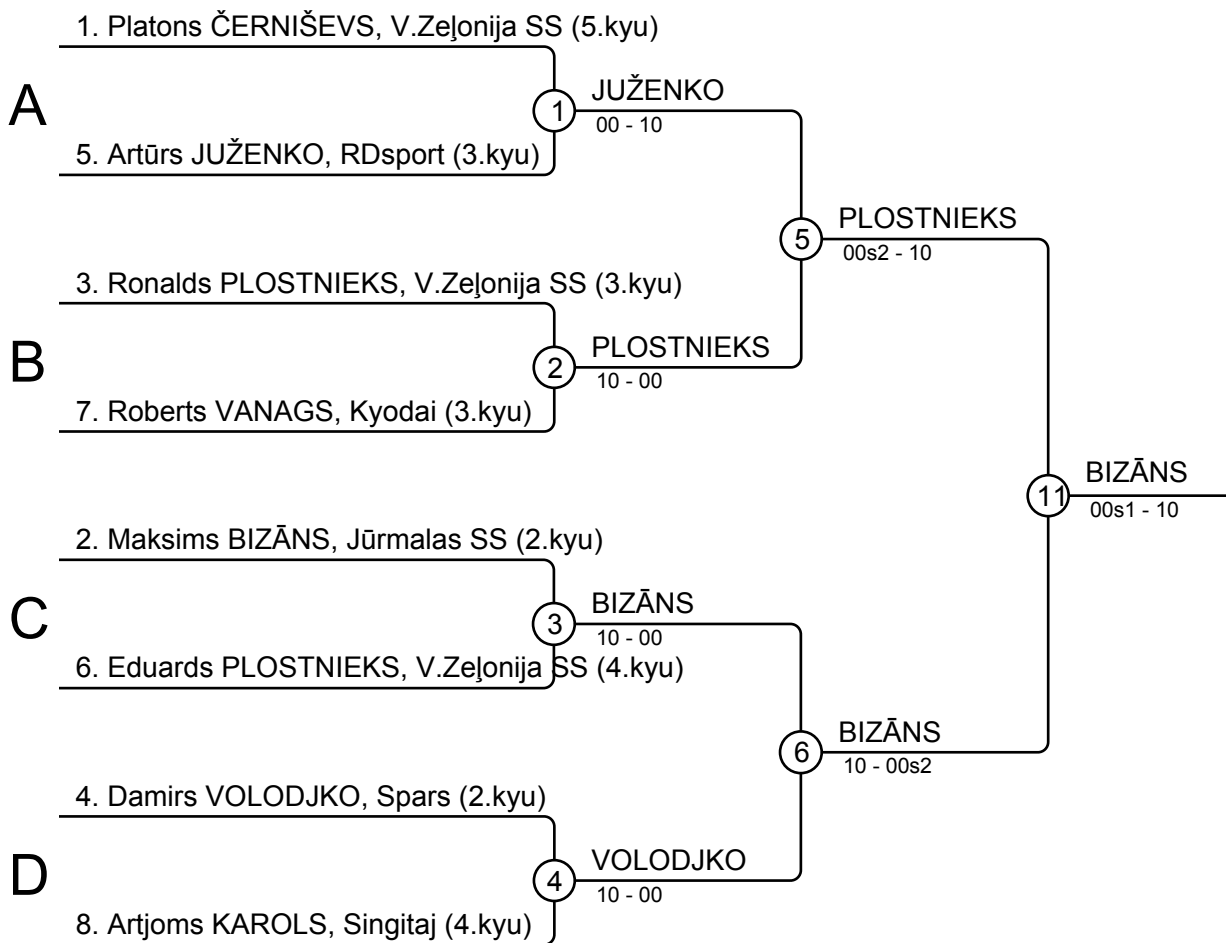 1. Platons ČERNIŠEVS, V.Zeļonija SS (5.kyu)
A
1
JUŽENKO
00 - 10
5. Artūrs JUŽENKO, RDsport (3.kyu)
5
PLOSTNIEKS
00s2 - 10
3. Ronalds PLOSTNIEKS, V.Zeļonija SS (3.kyu)
B
2
PLOSTNIEKS
10 - 00
7. Roberts VANAGS, Kyodai (3.kyu)
11
BIZĀNS
00s1 - 10
2. Maksims BIZĀNS, Jūrmalas SS (2.kyu)
C
3
BIZĀNS
10 - 00
6. Eduards PLOSTNIEKS, V.Zeļonija SS (4.kyu)
6
BIZĀNS
10 - 00s2
4. Damirs VOLODJKO, Spars (2.kyu)
D
4
VOLODJKO
10 - 00
8. Artjoms KAROLS, Singitaj (4.kyu)